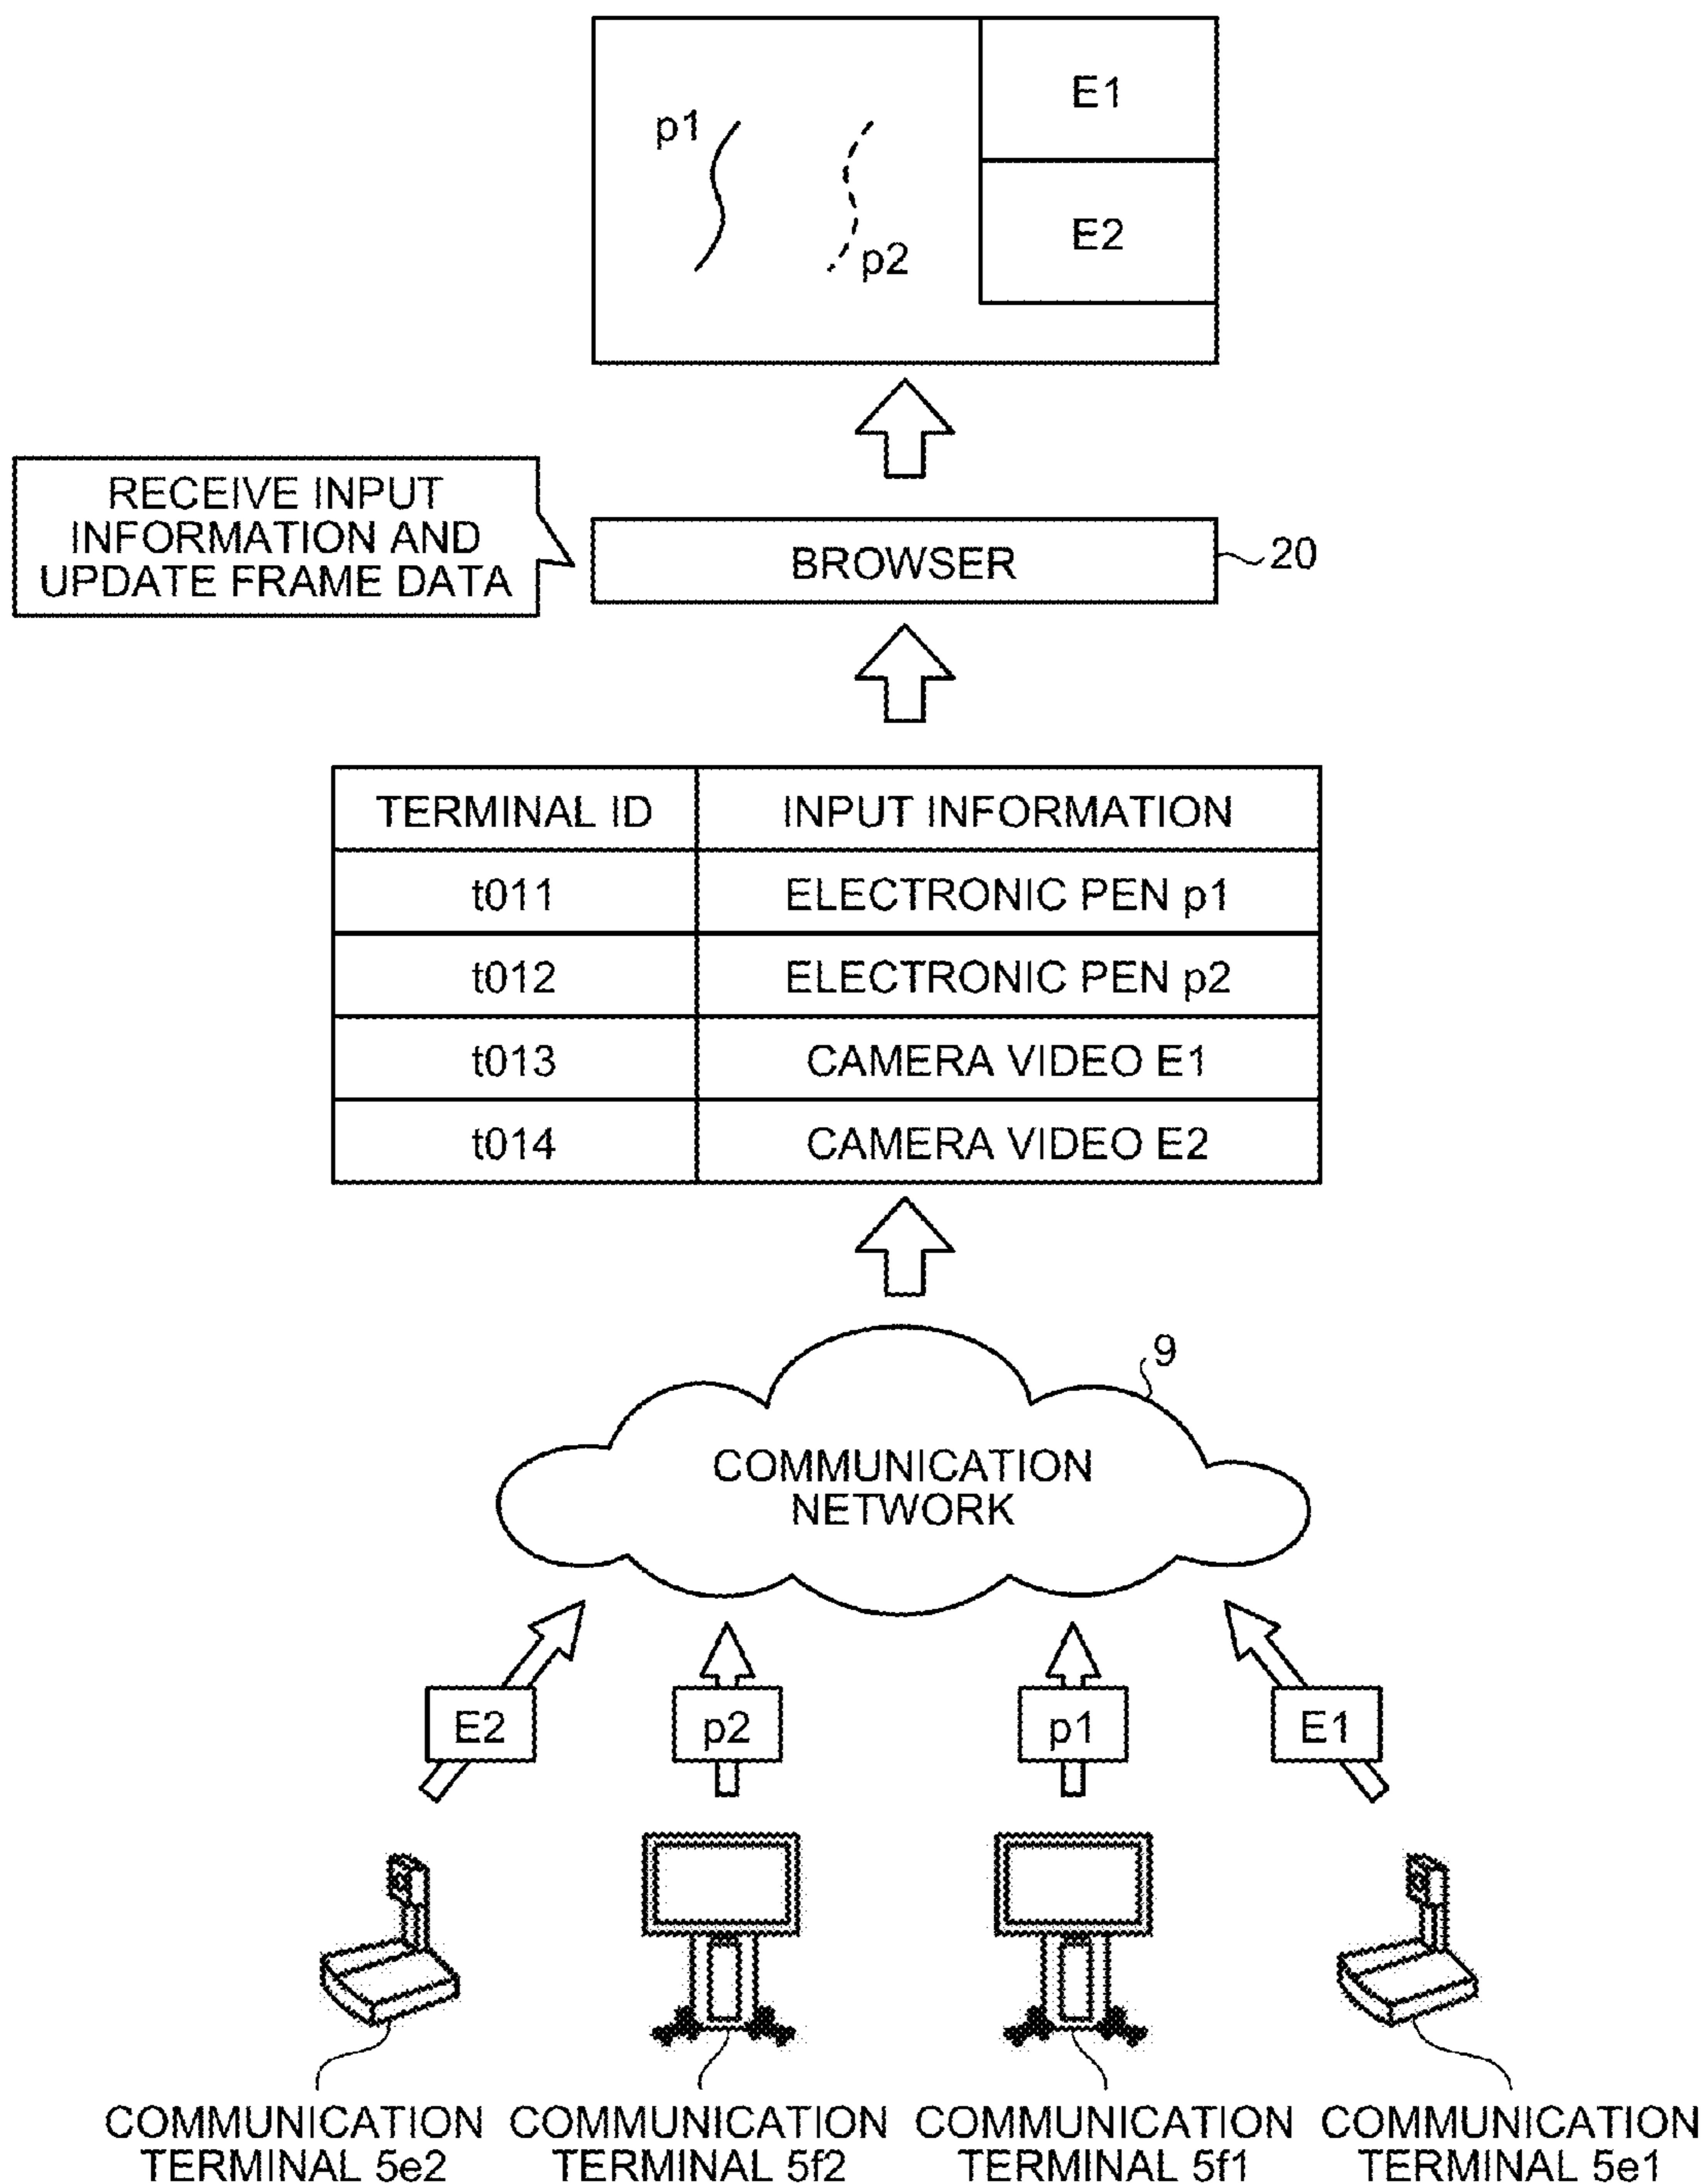 E1
p1
E2
p2
RECEIVE INPUT
INFORMATION AND
UPDATE FRAME DATA
BROWSER
20
TERMINAL ID INPUT INFORMATION
t011 ELECTRONIC PEN p1
t012 ELECTRONIC PEN p2
t013 CAMERA VIDEO E1
t014 CAMERA VIDEO E2
9
COMMUNICATION
NETWORK
E2 p2 p1 E1
COMMUNICATION COMMUNICATION COMMUNICATION COMMUNICATION
TERMINAL 5e2 TERMINAL 5f2 TERMINAL 5f1 TERMINAL 5e1